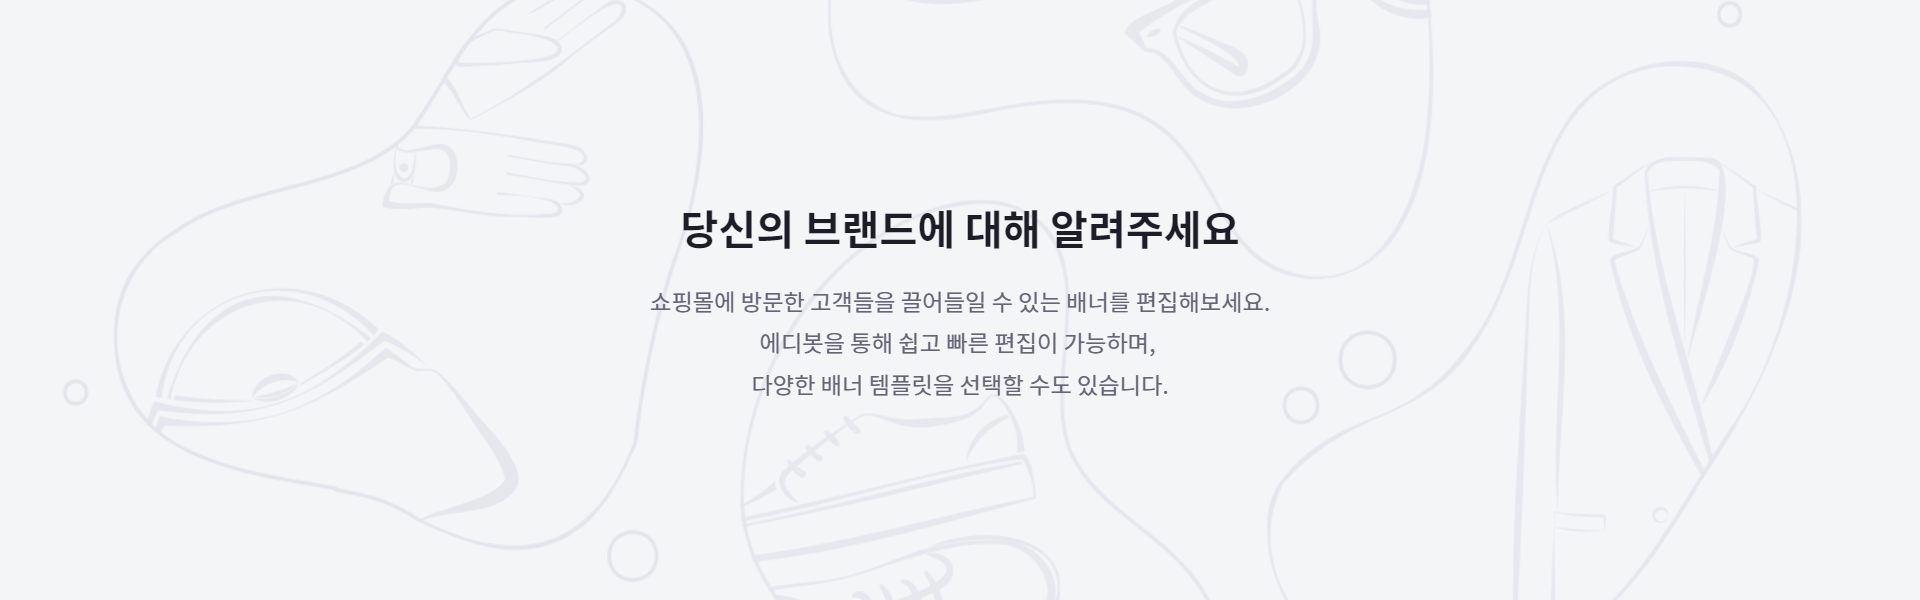 당신의 브랜드에 대해 알려주세요
쇼핑몰에 방문한 고객들을 끌어들일 수 있는 배너를 편집해보세요.
에디봇을 통해 쉽고 빠른 편집이 가능하며,
다양한 배너 템플릿을 선택할 수도 있습니다.